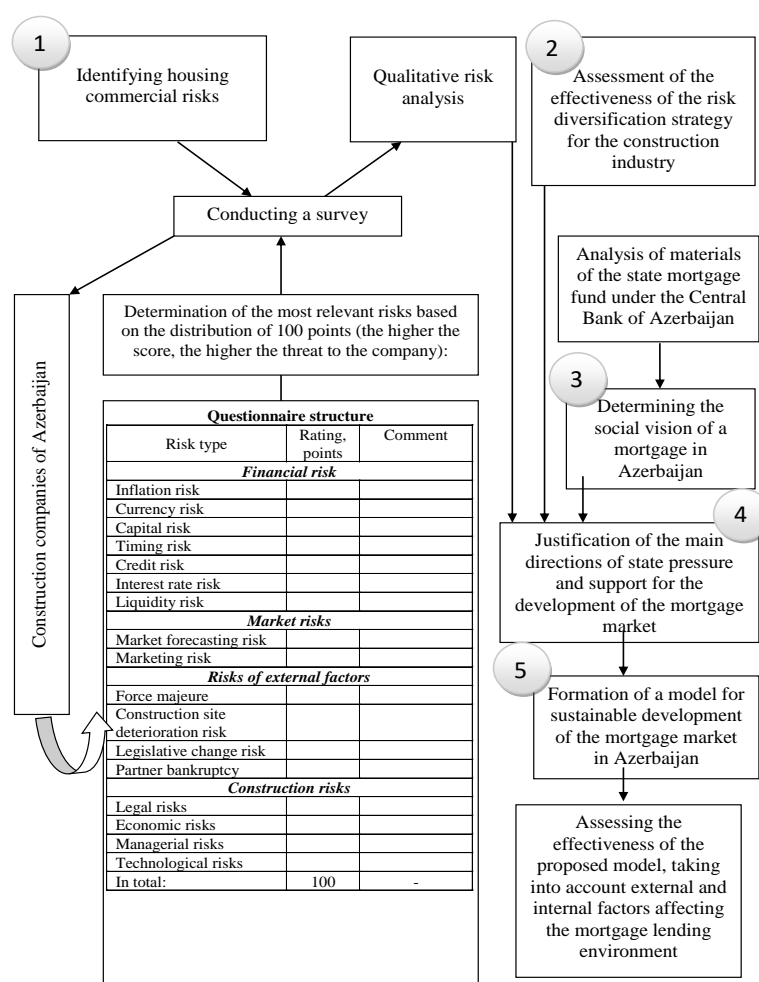 1
Identifying housing
commercial risks
Qualitative risk
analysis
2
Assessment of the
effectiveness of the risk
diversification strategy
for the construction
industry
Conducting a survey
Construction companies of Azerbaijan
Determination of the most relevant risks based
on the distribution of 100 points (the higher the
score, the higher the threat to the company):
Analysis of materials
of the state mortgage
fund under the Central
Bank of Azerbaijan
3
Determining the
social vision of a
mortgage in
Azerbaijan
Questionnaire structure
Risk type Rating, points Comment
Financial risk
Inflation risk
Currency risk
Capital risk
Timing risk
Credit risk
Interest rate risk
Liquidity risk
Market risks
Market forecasting risk
Marketing risk
Risks of external factors
Force majeure
Construction site
deterioration risk
Legislative change risk
Partner bankruptcy
Construction risks
Legal risks
Economic risks
Managerial risks
Technological risks
In total: 100 -
4
Justification of the main
directions of state pressure
and support for the
development of the mortgage
market
5
Formation of a model for
sustainable development
of the mortgage market
in Azerbaijan
Assessing the
effectiveness of the
proposed model, taking
into account external and
internal factors affecting
the mortgage lending
environment